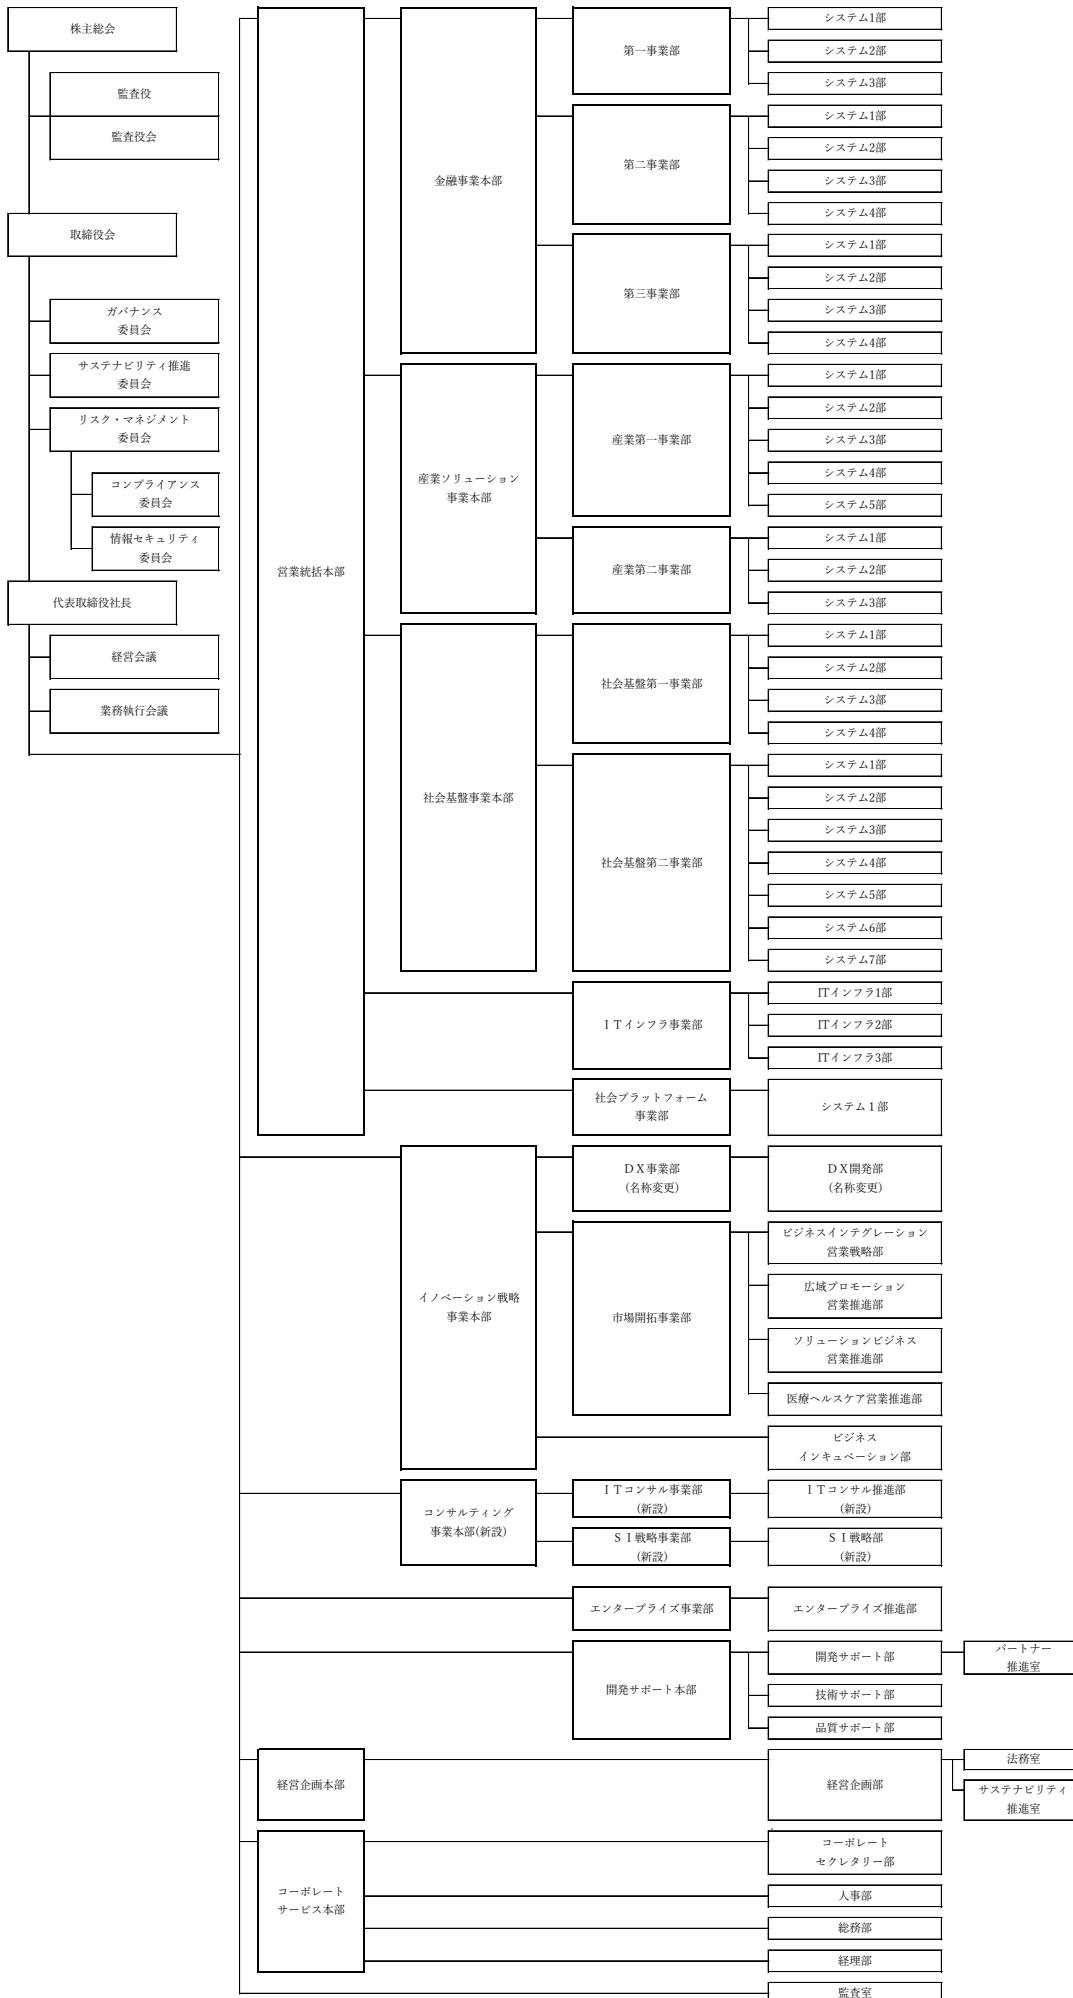 株主総会
監査役
監査役会
取締役会
ガバナンス
委員会
サステナビリティ推進
委員会
リスク・マネジメント
委員会
コンプライアンス
委員会
情報セキュリティ
委員会
代表取締役社長
経営会議
業務執行会議
営業統括本部
金融事業本部
第一事業部
システム1部
システム2部
システム3部
第二事業部
システム1部
システム2部
システム3部
システム4部
第三事業部
システム1部
システム2部
システム3部
システム4部
産業ソリューション
事業本部
産業第一事業部
システム1部
システム2部
システム3部
システム4部
システム5部
産業第二事業部
システム1部
システム2部
システム3部
社会基盤事業本部
社会基盤第一事業部
システム1部
システム2部
システム3部
システム4部
社会基盤第二事業部
システム1部
システム2部
システム3部
システム4部
システム5部
システム6部
システム7部
ＩＴインフラ事業部
ITインフラ1部
ITインフラ2部
ITインフラ3部
社会プラットフォーム
事業部
システム１部
イノベーション戦略
事業本部
ＤＸ事業部
(名称変更)
ＤＸ開発部
(名称変更)
市場開拓事業部
ビジネスインテグレーション
営業戦略部
広域プロモーション
営業推進部
ソリューションビジネス
営業推進部
医療ヘルスケア営業推進部
ビジネス
インキュベーション部
コンサルティング
事業本部(新設)
ＩＴコンサル事業部
(新設)
ＩＴコンサル推進部
(新設)
ＳＩ戦略事業部
(新設)
ＳＩ戦略部
(新設)
エンタープライズ事業部
エンタープライズ推進部
開発サポート本部
開発サポート部
パートナー
推進室
技術サポート部
品質サポート部
経営企画本部
経営企画部
法務室
サステナビリティ
推進室
コーポレート
サービス本部
コーポレート
セクレタリー部
人事部
総務部
経理部
監査室